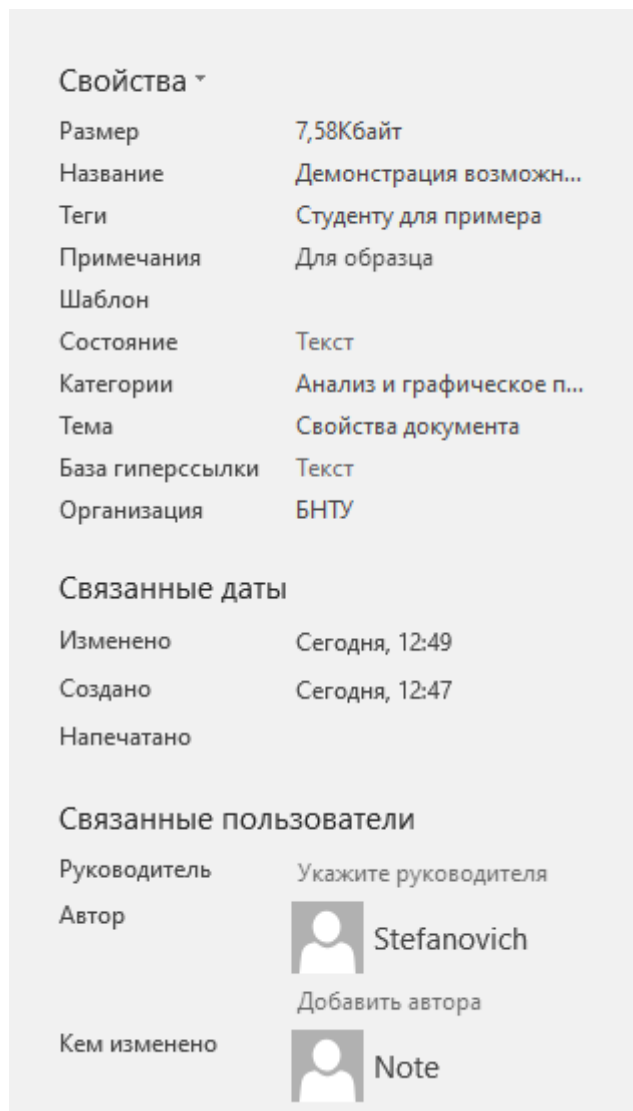 Свойства
Размер 7,58Кбайт
Название Демонстрация возможн...
Теги Студенту для примера
Примечания Для образца
Шаблон
Состояние Текст
Категории Анализ и графическое п...
Тема Свойства документа
База гиперссылки Текст
Организация БНТУ
Связанные даты
Изменено Сегодня, 12:49
Создано Сегодня, 12:47
Напечатано
Связанные пользователи
Руководитель Укажите руководителя
Автор Stefanovich
Добавить автора
Кем изменено Note